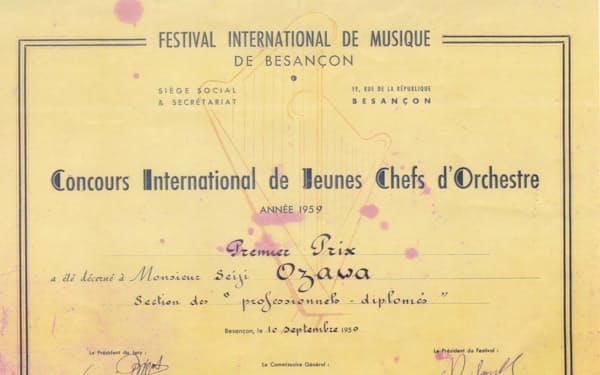 FESTIVAL INTERNATIONAL DE MUSIQUE
DE BESANÇON
SIÈGE SOCIAL
& SECRÉTARIAT
19, RUE DE LA RÉPUBLIQUE
BESANÇON
Concours International de Jeunes Chefs d'Orchestre
ANNÉE 1959
Premier Prix
a été décerné à Monsieur Seiji Ozawa
Section des "professionnels - diplomés"
Besançon, le 10 septembre 1959
Le Président du Jury :
Le Commissaire Général :
Le Président du Festival :